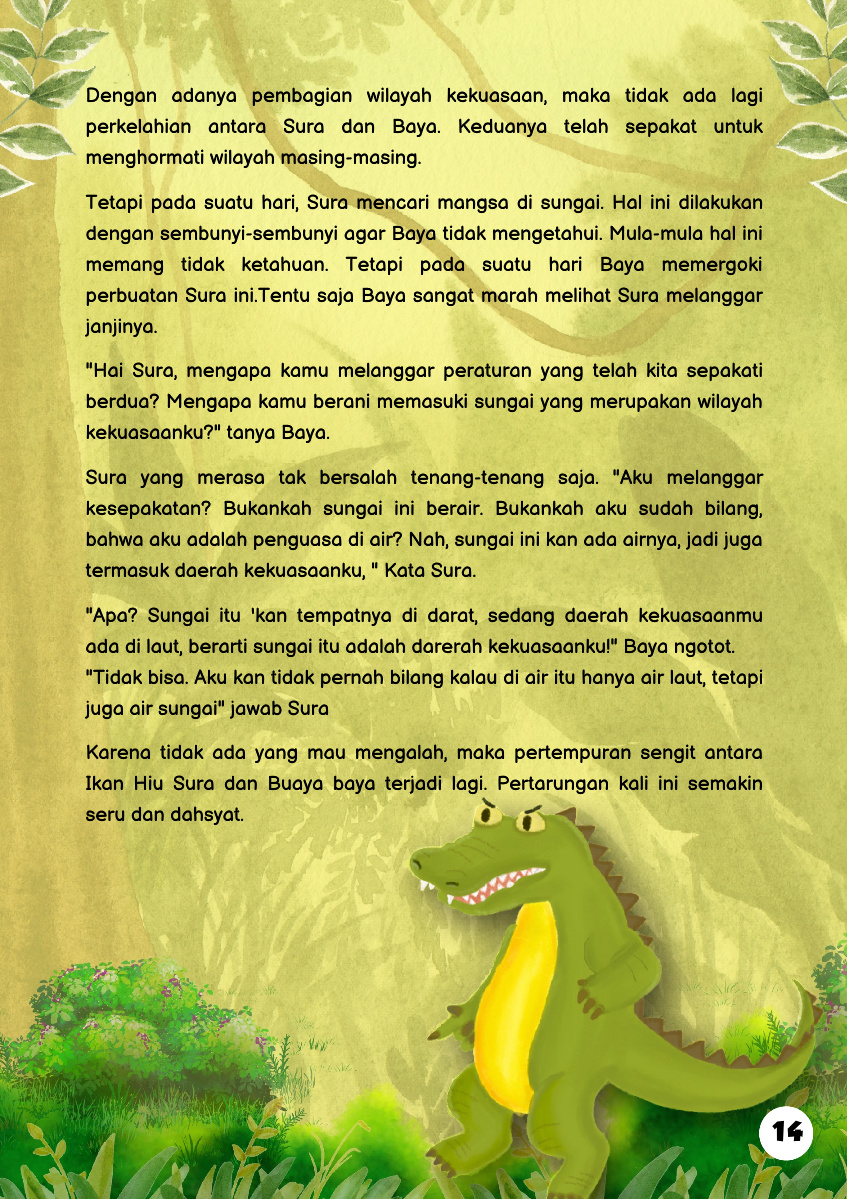 Dengan adanya pembagian wilayah kekuasaan, maka tidak ada lagi
perkelahian antara Sura dan Baya. Keduanya telah sepakat untuk
menghormati wilayah masing-masing.
Tetapi pada suatu hari, Sura mencari mangsa di sungai. Hal ini dilakukan
dengan sembunyi-sembunyi agar Baya tidak mengetahui. Mula-mula hal ini
memang tidak ketahuan. Tetapi pada suatu hari Baya memergoki
perbuatan Sura ini.Tentu saja Baya sangat marah melihat Sura melanggar
janjinya.
"Hai Sura, mengapa kamu melanggar peraturan yang telah kita sepakati
berdua? Mengapa kamu berani memasuki sungai yang merupakan wilayah
kekuasaanku?" tanya Baya.
Sura yang merasa tak bersalah tenang-tenang saja. "Aku melanggar
kesepakatan? Bukankah sungai ini berair. Bukankah aku sudah bilang,
bahwa aku adalah penguasa di air? Nah, sungai ini kan ada airnya, jadi juga
termasuk daerah kekuasaanku, " Kata Sura.
"Apa? Sungai itu 'kan tempatnya di darat, sedang daerah kekuasaanmu
ada di laut, berarti sungai itu adalah darerah kekuasaanku!" Baya ngotot.
"Tidak bisa. Aku kan tidak pernah bilang kalau di air itu hanya air laut, tetapi
juga air sungai" jawab Sura
Karena tidak ada yang mau mengalah, maka pertempuran sengit antara
Ikan Hiu Sura dan Buaya baya terjadi lagi. Pertarungan kali ini semakin
seru dan dahsyat.
14